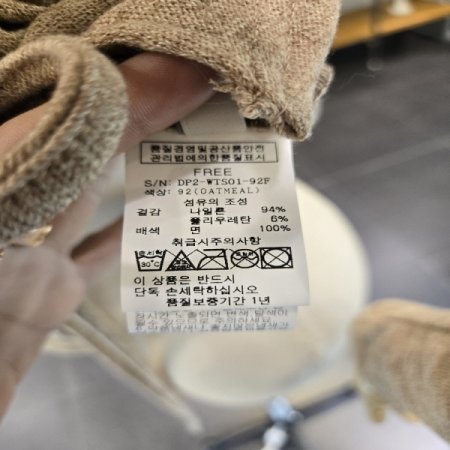 품질경영및공산품안전
관리법에의한품질표시
FREE
S/N: DP2-WTS01-92F
색상: 92(OATMEAL)
섬유의 조성
겉감 나일론 94%
폴리우레탄 6%
배색 면 100%
취급시주의사항
30°C
이 상품은 반드시
단독 손세탁하십시오
품질보증기간 1년